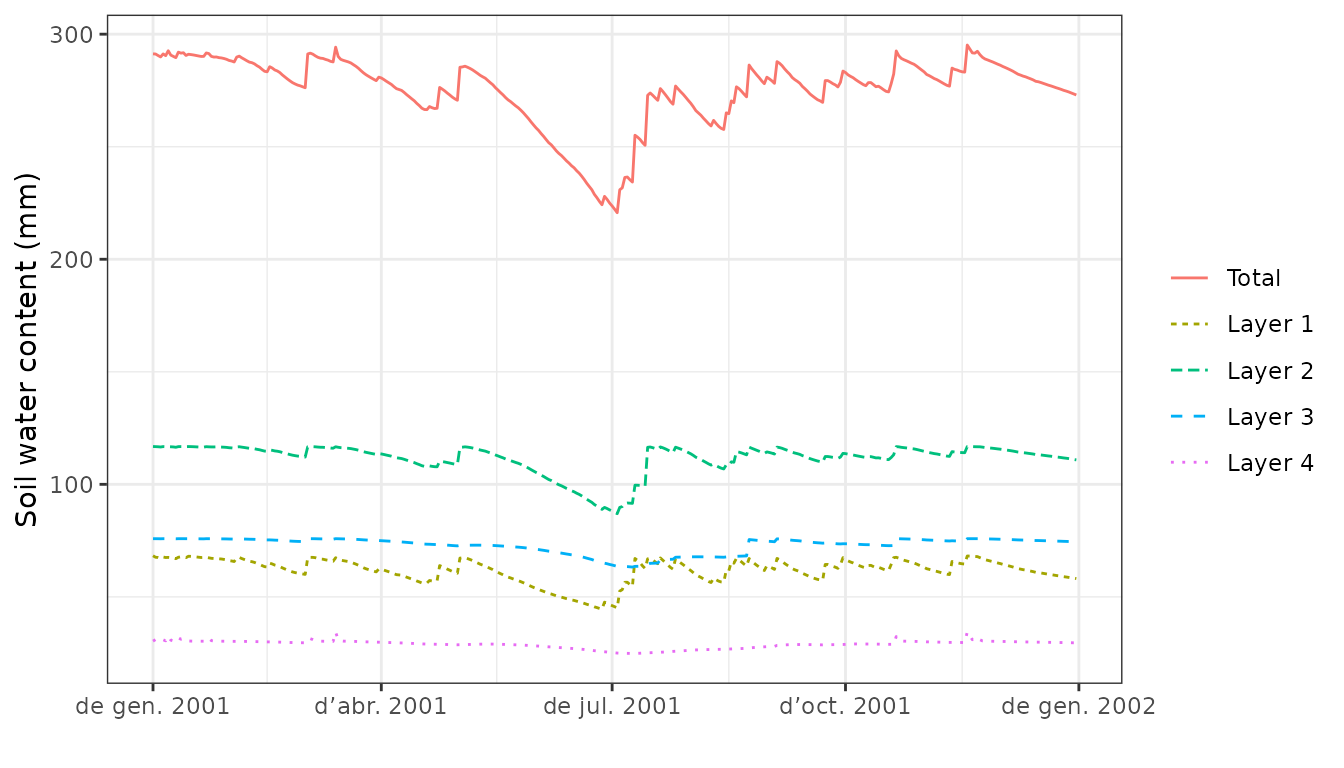 Soil water content (mm)
300
200
100
de gen. 2001
d’abr. 2001
de jul. 2001
d’oct. 2001
de gen. 2002
Total
Layer 1
Layer 2
Layer 3
Layer 4